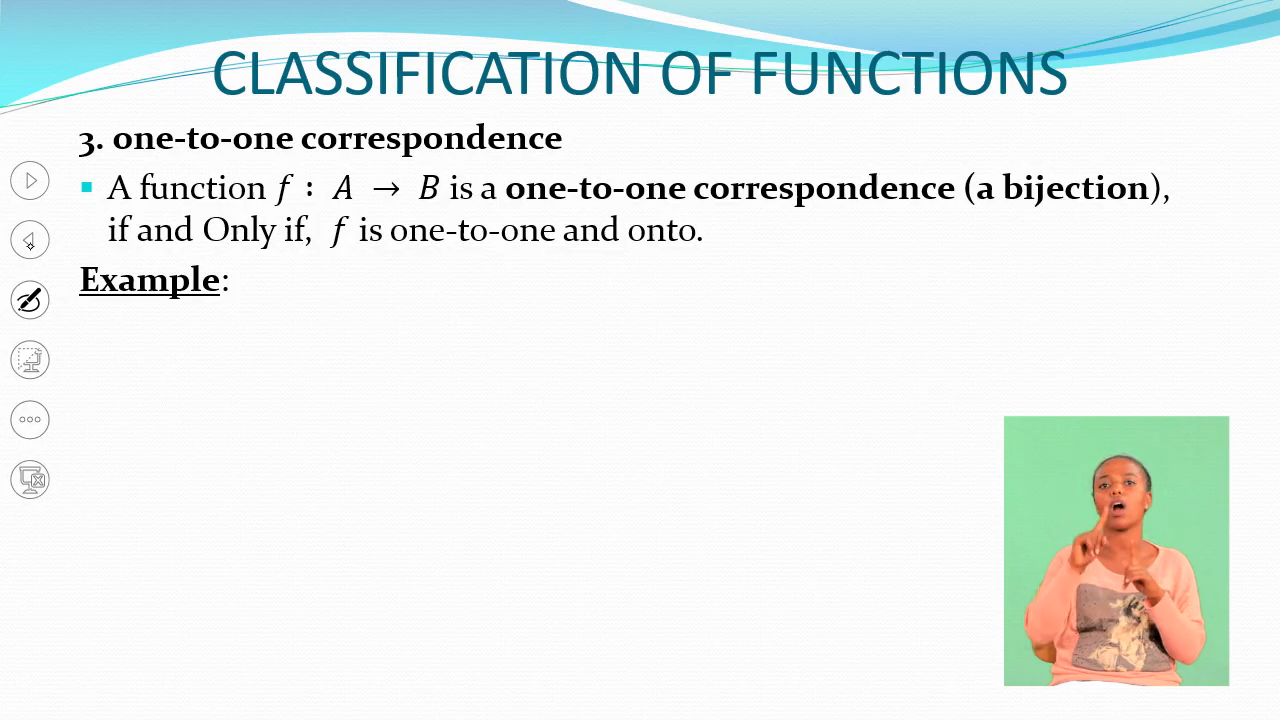 CLASSIFICATION OF FUNCTIONS
3. one-to-one correspondence
▪ A function f : A → B is a one-to-one correspondence (a bijection),
if and Only if, f is one-to-one and onto.
Example: